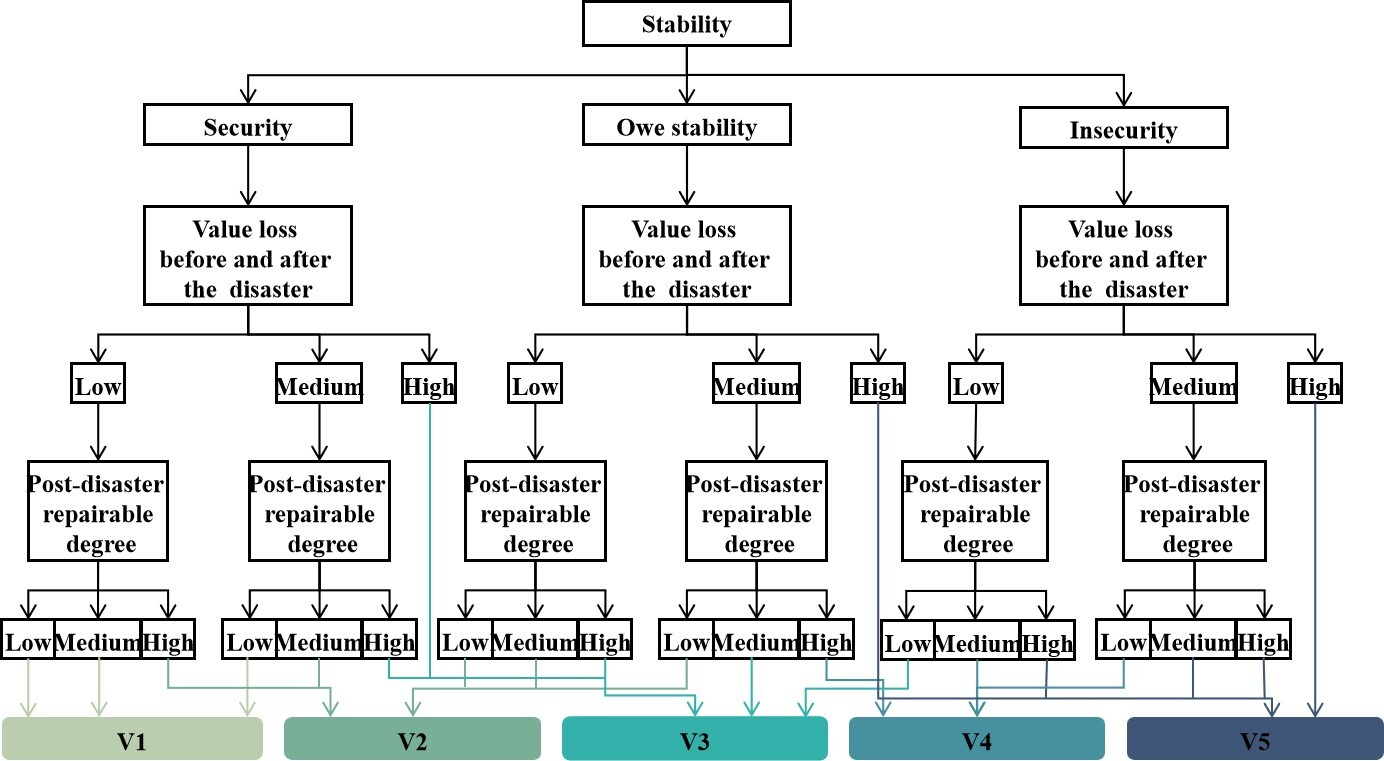 Stability
Security
Owe stability
Insecurity
Value loss
before and after
the disaster
Value loss
before and after
the disaster
Value loss
before and after
the disaster
Low
Medium
High
Low
Medium
High
Low
Medium
High
Post-disaster
repairable
degree
Post-disaster
repairable
degree
Post-disaster
repairable
degree
Post-disaster
repairable
degree
Post-disaster
repairable
degree
Post-disaster
repairable
degree
Low
Medium
High
Low
Medium
High
Low
Medium
High
Low
Medium
High
Low
Medium
High
Low
Medium
High
V1
V2
V3
V4
V5